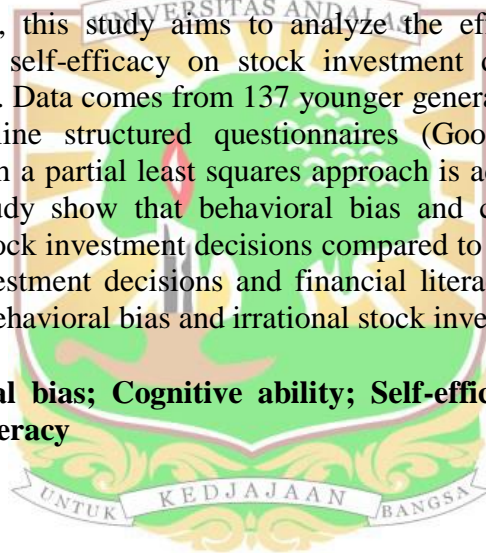 UNIVERSITAS ANDALAS
, this study aims to analyze the ef
self-efficacy on stock investment
. Data comes from 137 younger genera
line structured questionnaires (Goo
a partial least squares approach is a
udy show that behavioral bias and c
ock investment decisions compared to
estment decisions and financial litera
ehavioral bias and irrational stock inve
al bias; Cognitive ability; Self-effic
eracy
UNTUK KEDJAJAAN BANGSA